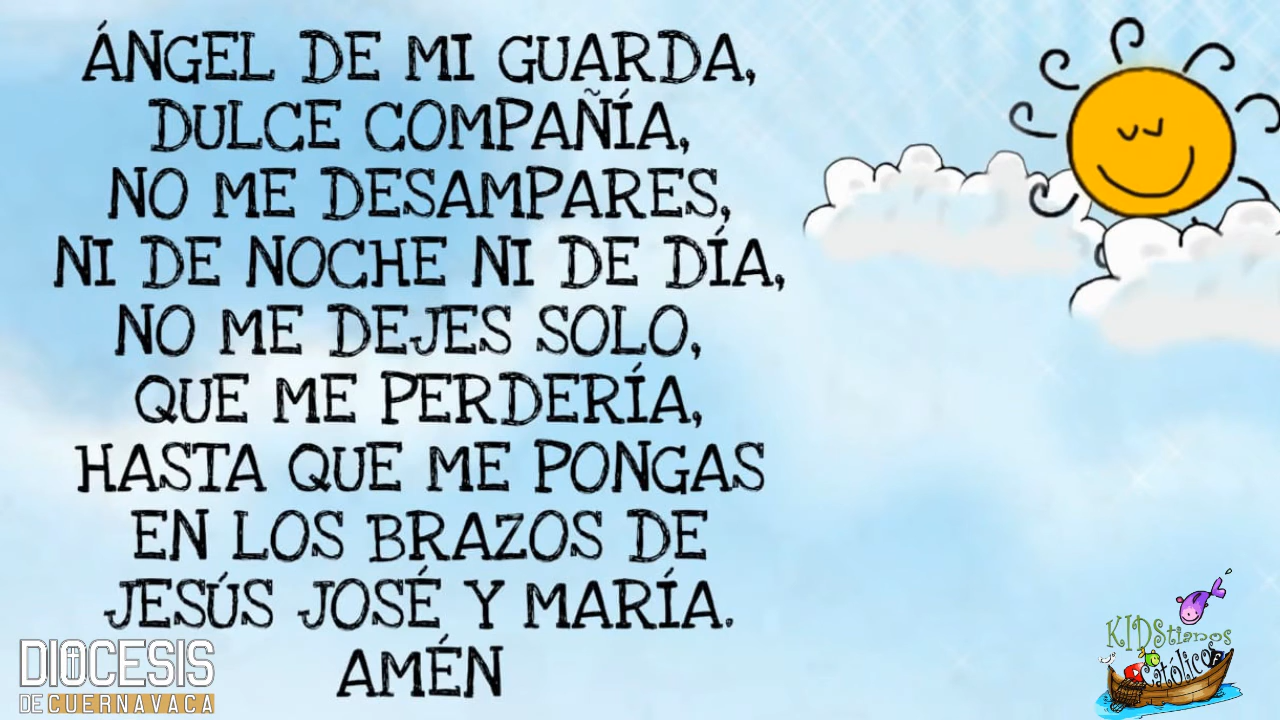 ÁNGEL DE MI GUARDA,
DULCE COMPAÑÍA,
NO ME DESAMPARES,
NI DE NOCHE NI DE DÍA,
NO ME DEJES SOLO,
QUE ME PERDERÍA,
HASTA QUE ME PONGAS
EN LOS BRAZOS DE
JESÚS JOSÉ Y MARÍA.
AMÉN
DIOCESIS
DE CUERNAVACA
KIDStianos
Católicos